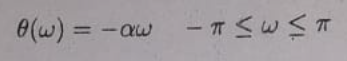 θ(ω) = −αω  − π ≤ ω ≤ π